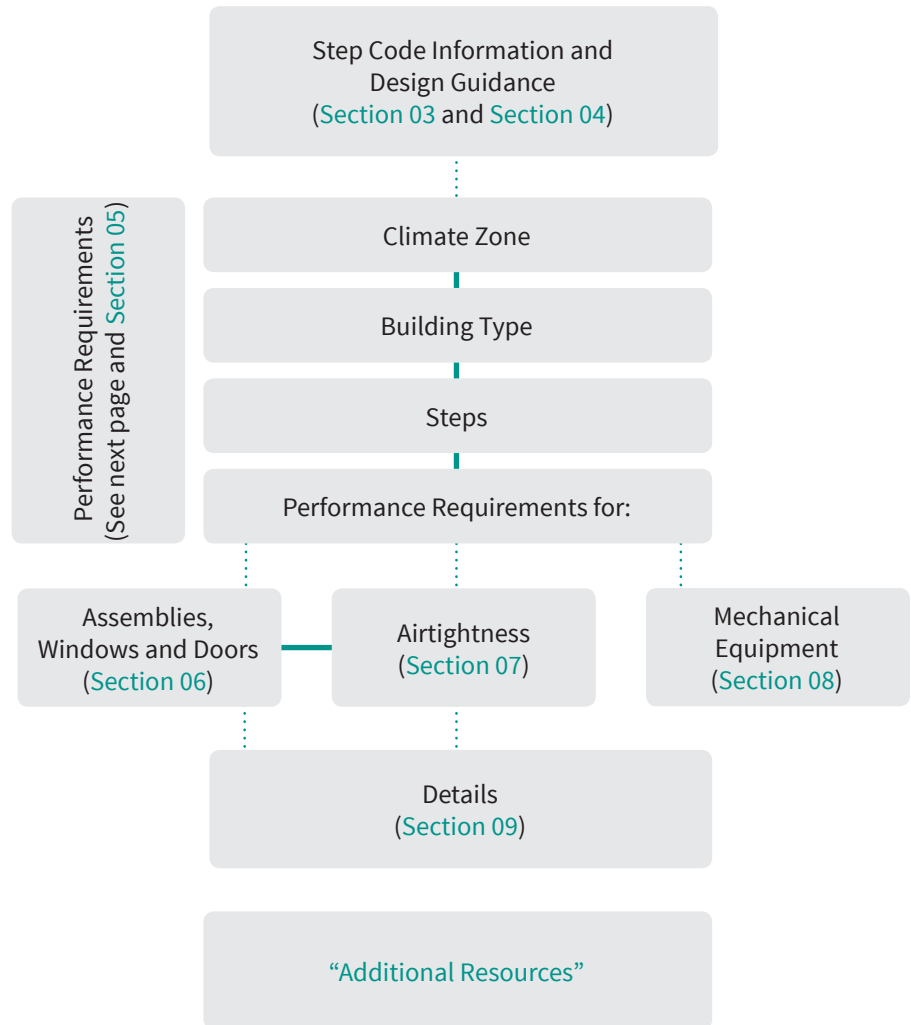 Step Code Information and
Design Guidance
(Section 03 and Section 04)
Performance Requirements
(See next page and Section 05)
Climate Zone
Building Type
Steps
Performance Requirements for:
Assemblies,
Windows and Doors
(Section 06)
Airtightness
(Section 07)
Mechanical
Equipment
(Section 08)
Details
(Section 09)
“Additional Resources”